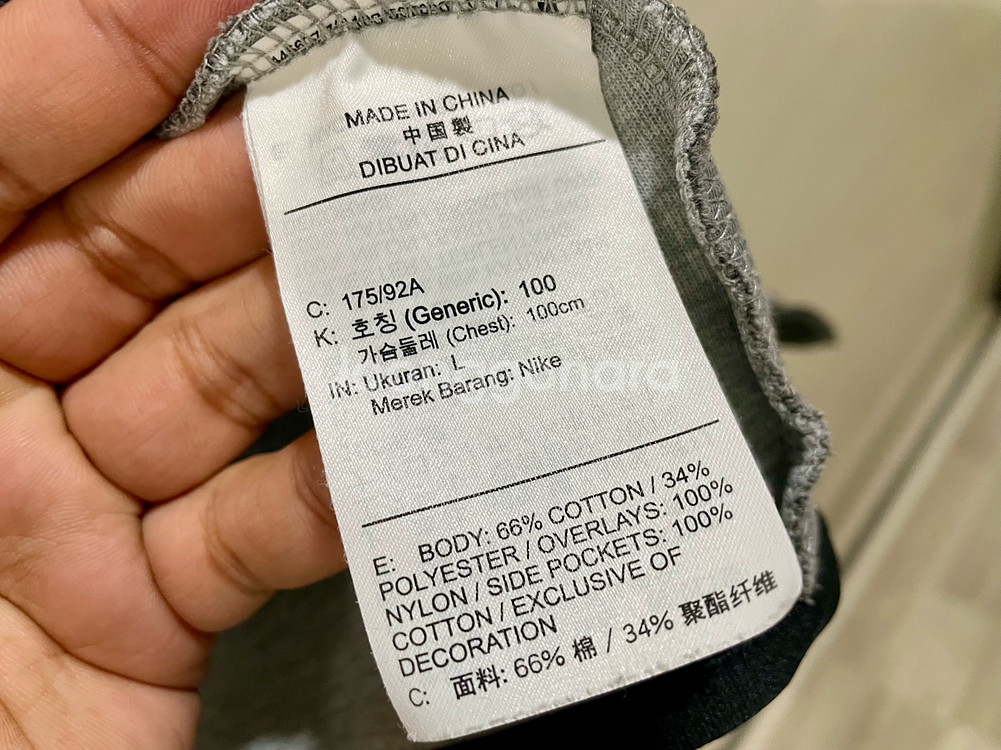 MADE IN CHINA
中国製
DIBUAT DI CINA
C: 175/92A
K: 호칭 (Generic): 100
가슴둘레 (Chest): 100cm
IN: Ukuran: L
Merek Barang: Nike
E: BODY: 66% COTTON / 34%
POLYESTER / OVERLAYS: 100%
NYLON / SIDE POCKETS: 100%
COTTON / EXCLUSIVE OF
DECORATION
C: 面料: 66% 棉 / 34% 聚酯纤维